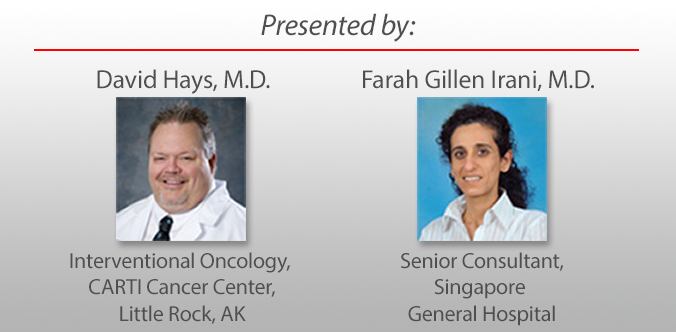 Presented by:
David Hays, M.D.
Farah Gillen Irani, M.D.
Interventional Oncology,
CARTI Cancer Center,
Little Rock, AK
Senior Consultant,
Singapore
General Hospital